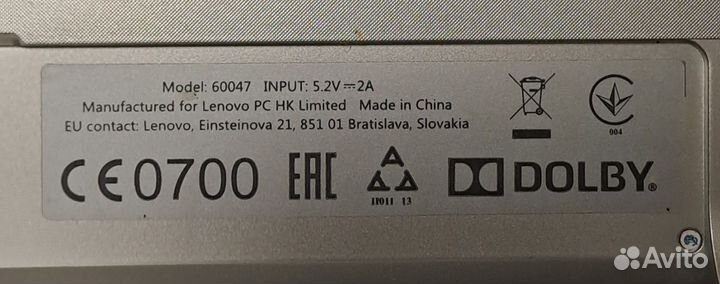 Model: 60047 INPUT: 5.2V⎓2A
Manufactured for Lenovo PC HK Limited Made in China
EU contact: Lenovo, Einsteinova 21, 851 01 Bratislava, Slovakia
004
CE0700 EAC DOLBY®
13
Avito